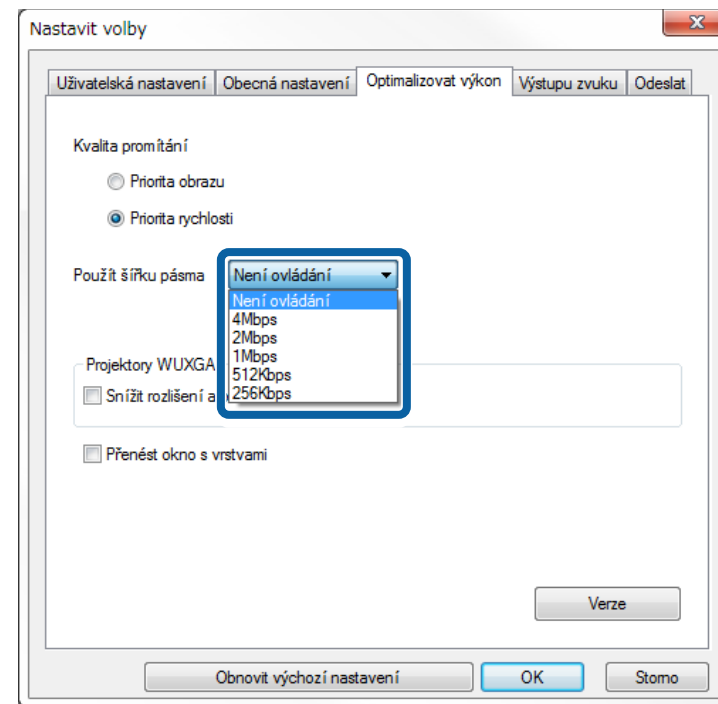 Nastavit volby
Uživatelská nastavení Obecná nastavení Optimalizovat výkon Výstupu zvuku Odeslat
Kvalita promítání
Priorita obrazu
Priorita rychlosti
Použít šířku pásma Není ovládání
Není ovládání
4Mbps
2Mbps
1Mbps
Projektory WUXGA
512Kbps
Snížit rozlišení a
256Kbps
Přenést okno s vrstvami
Verze
Obnovit výchozí nastavení OK Storno